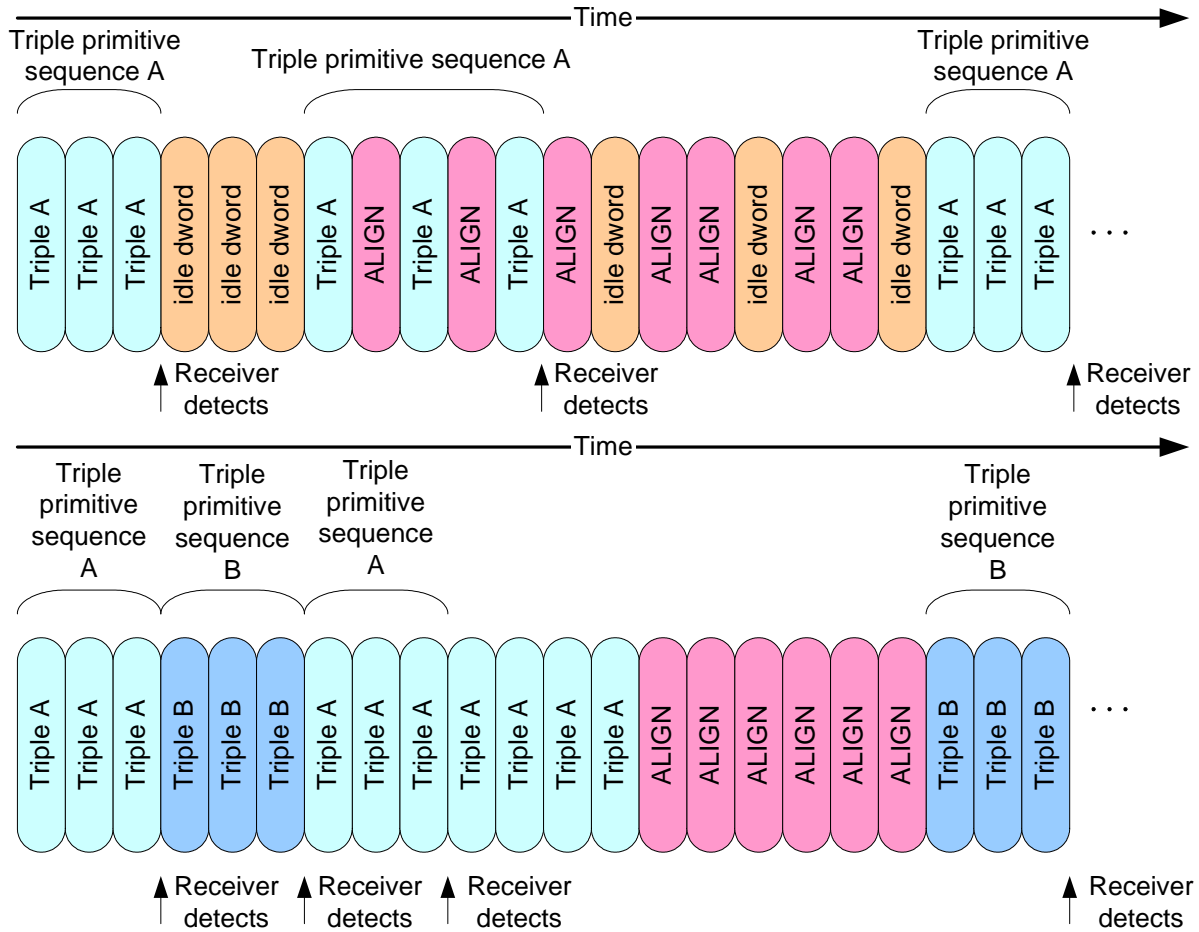 Time
Triple primitive
sequence A
Triple primitive sequence A
Triple primitive
sequence A
Triple A
Triple A
Triple A
idle dword
idle dword
idle dword
Triple A
ALIGN
Triple A
ALIGN
Triple A
ALIGN
idle dword
ALIGN
ALIGN
idle dword
ALIGN
ALIGN
idle dword
Triple A
Triple A
Triple A
. . .
Receiver
detects
Receiver
detects
Receiver
detects
Time
Triple
primitive
sequence
A
Triple
primitive
sequence
B
Triple
primitive
sequence
A
Triple
primitive
sequence
B
Triple A
Triple A
Triple A
Triple B
Triple B
Triple B
Triple A
Triple A
Triple A
Triple A
Triple A
Triple A
Triple A
ALIGN
ALIGN
ALIGN
ALIGN
ALIGN
ALIGN
Triple B
Triple B
Triple B
. . .
Receiver
detects
Receiver
detects
Receiver
detects
Receiver
detects